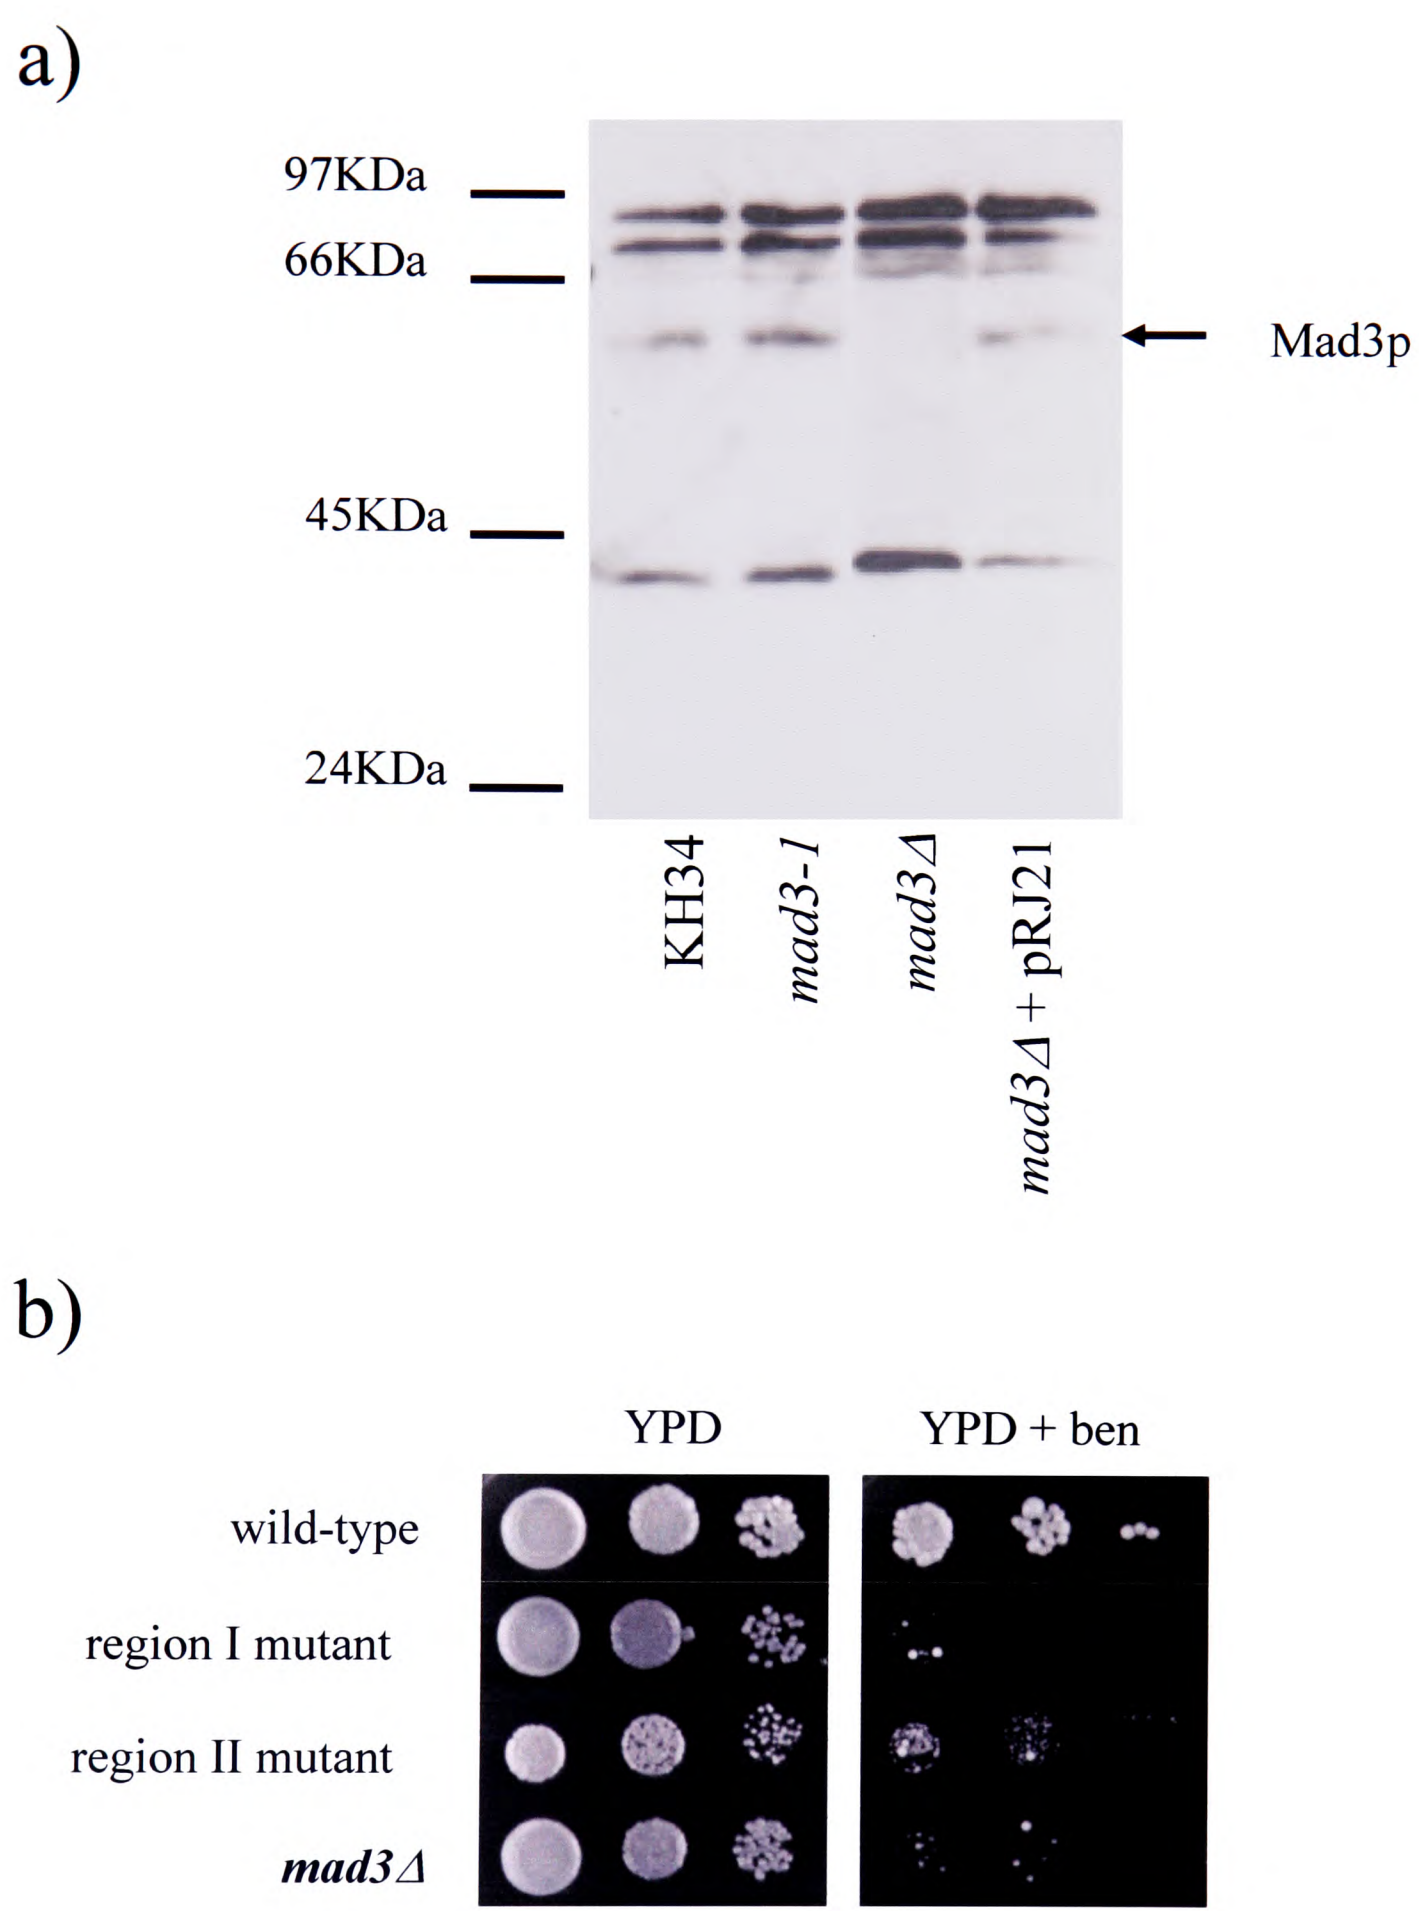 a)
97KDa
66KDa
Mad3p
45KDa
24KDa
KH34
mad3-1
mad3Δ
mad3Δ + pRJ21
b)
YPD
YPD + ben
wild-type
region I mutant
region II mutant
mad3Δ